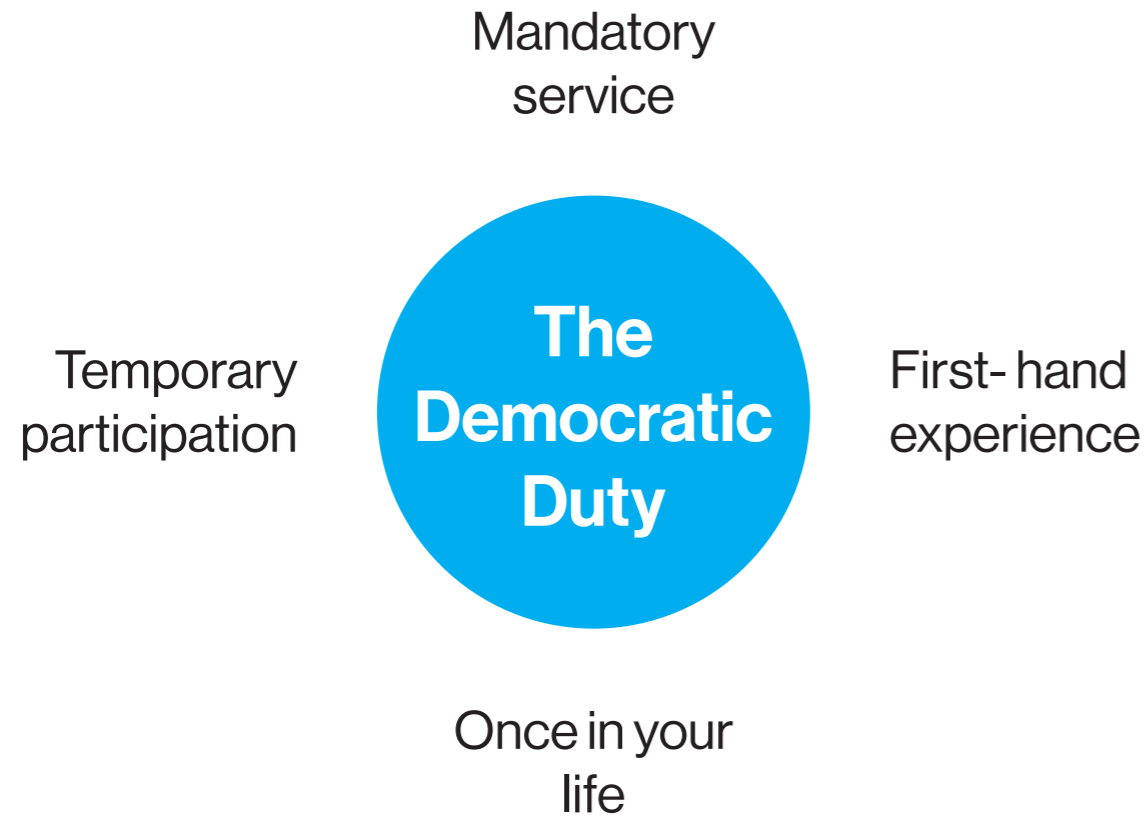 Mandatory
service
Temporary
participation
The
Democratic
Duty
First- hand
experience
Once in your
life